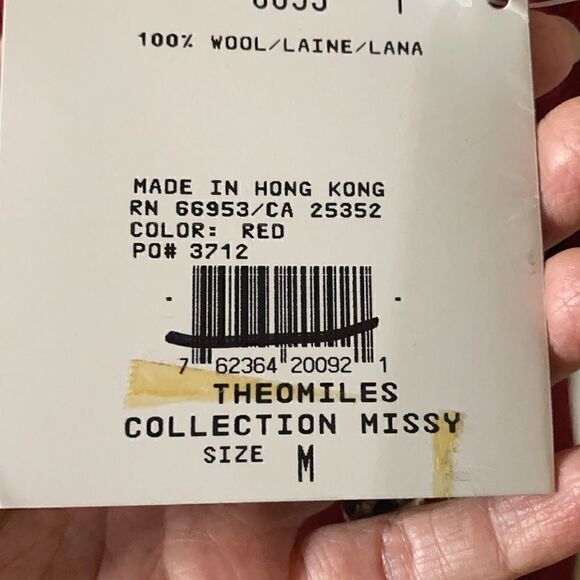 100% WOOL/LAINE/LANA
MADE IN HONG KONG
RN 66953/CA 25352
COLOR: RED
PO# 3712
7 62364 20092 1
THEOMILES
COLLECTION MISSY
SIZE M